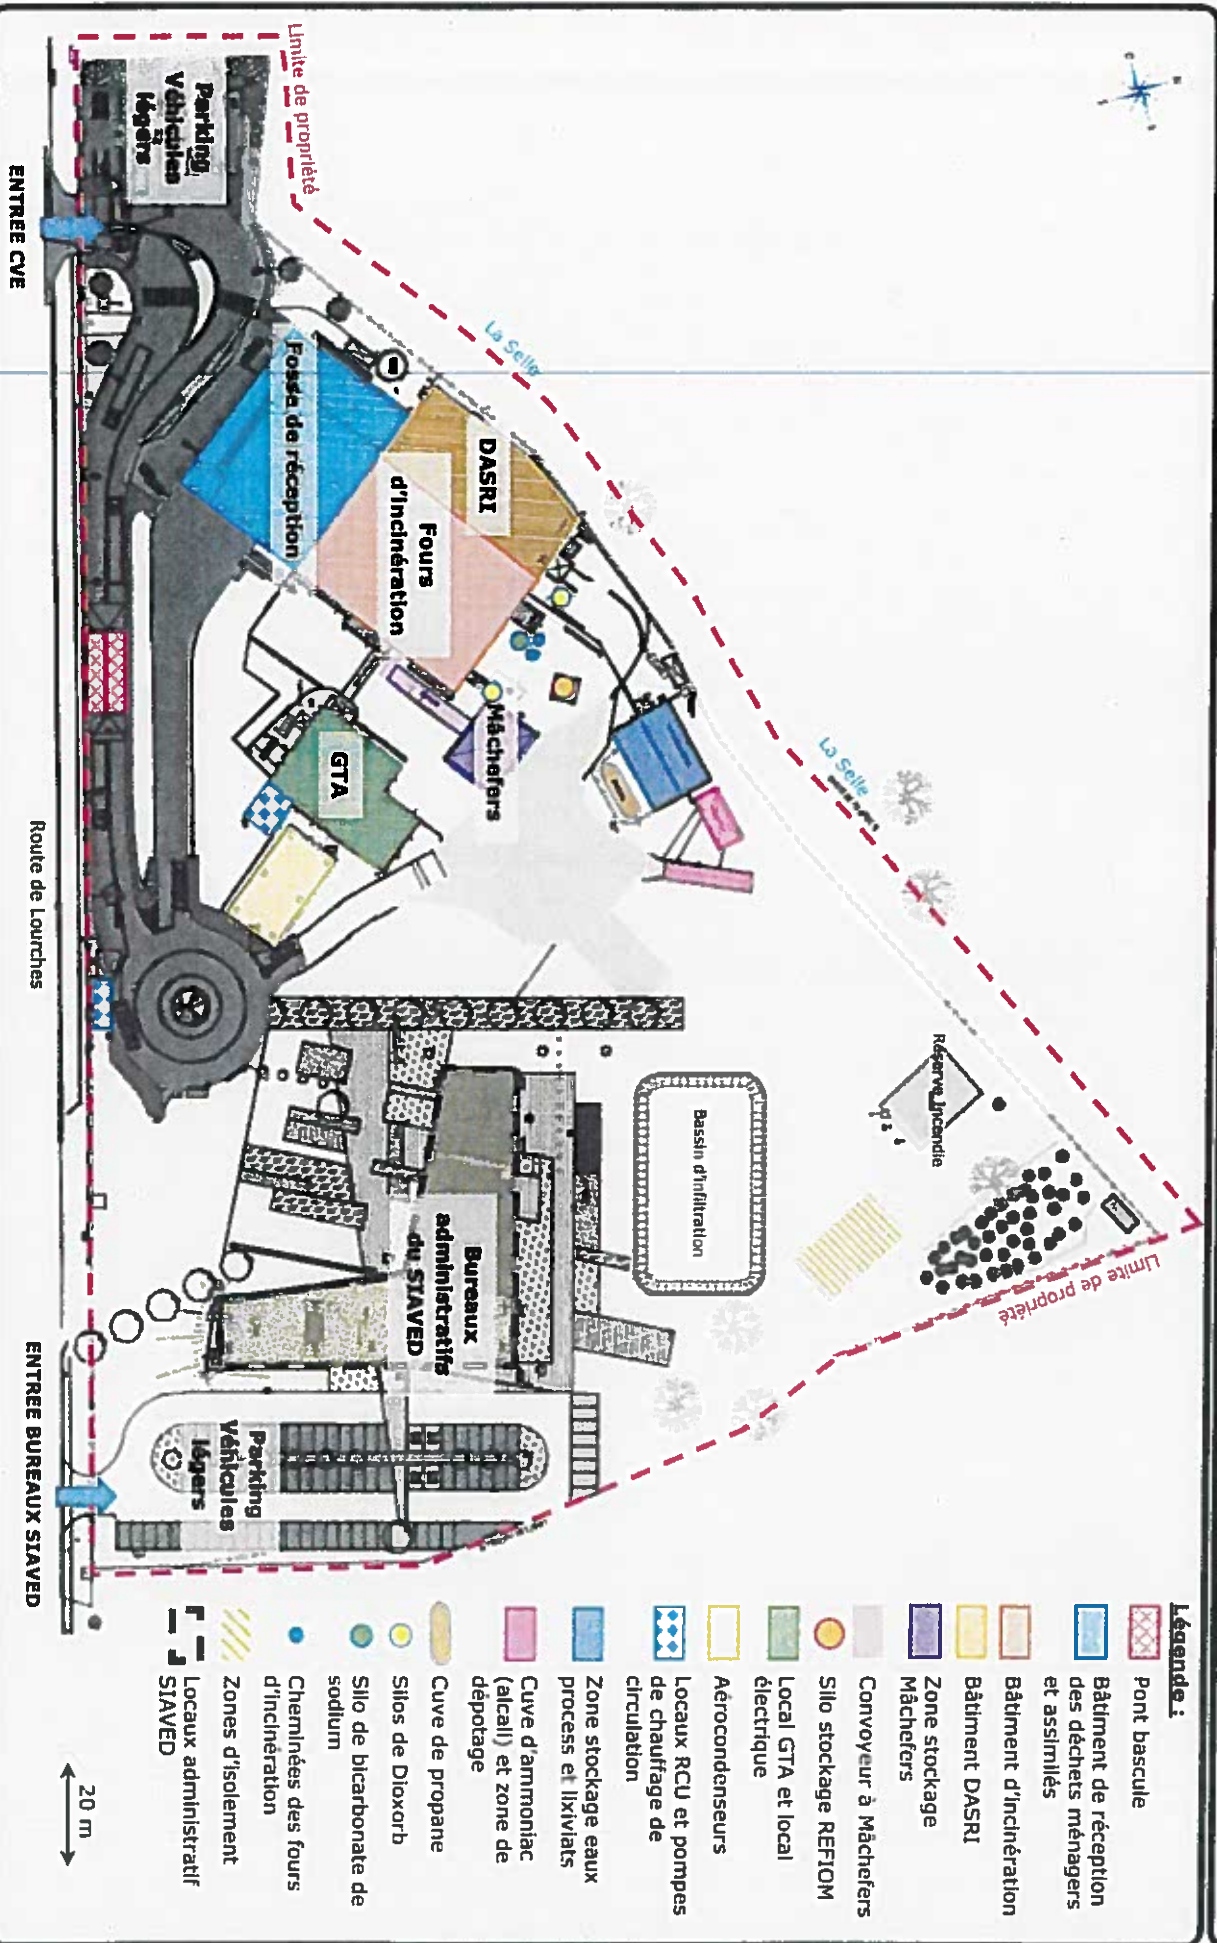 Limite de propriété
La Selle
La Selle
Limite de propriété
Parking
Véhicules
légers
ENTREE CVE
Fosse de réception
DASRI
Fours
d'incinération
Mâchefers
GTA
Route de Lourches
Réserve Incendie
Bassin d'infiltration
Bureaux
administratifs
du SIAVED
Parking
Véhicules
légers
ENTREE BUREAUX SIAVED
Légende :
Pont bascule
Bâtiment de réception
des déchets ménagers
et assimilés
Bâtiment d'incinération
Bâtiment DASRI
Zone stockage
Mâchefers
Convoyeur à Mâchefers
Silo stockage REFIOM
Local GTA et local
électrique
Aérocondenseurs
Locaux RCU et pompes
de chauffage de
circulation
Zone stockage eaux
process et lixiviats
Cuve d'ammoniac
(alcali) et zone de
dépotage
Cuve de propane
Silos de Dioxorb
Silo de bicarbonate de
sodium
Cheminées des fours
d'incinération
Zones d'isolement
Locaux administratif
SIAVED
20 m